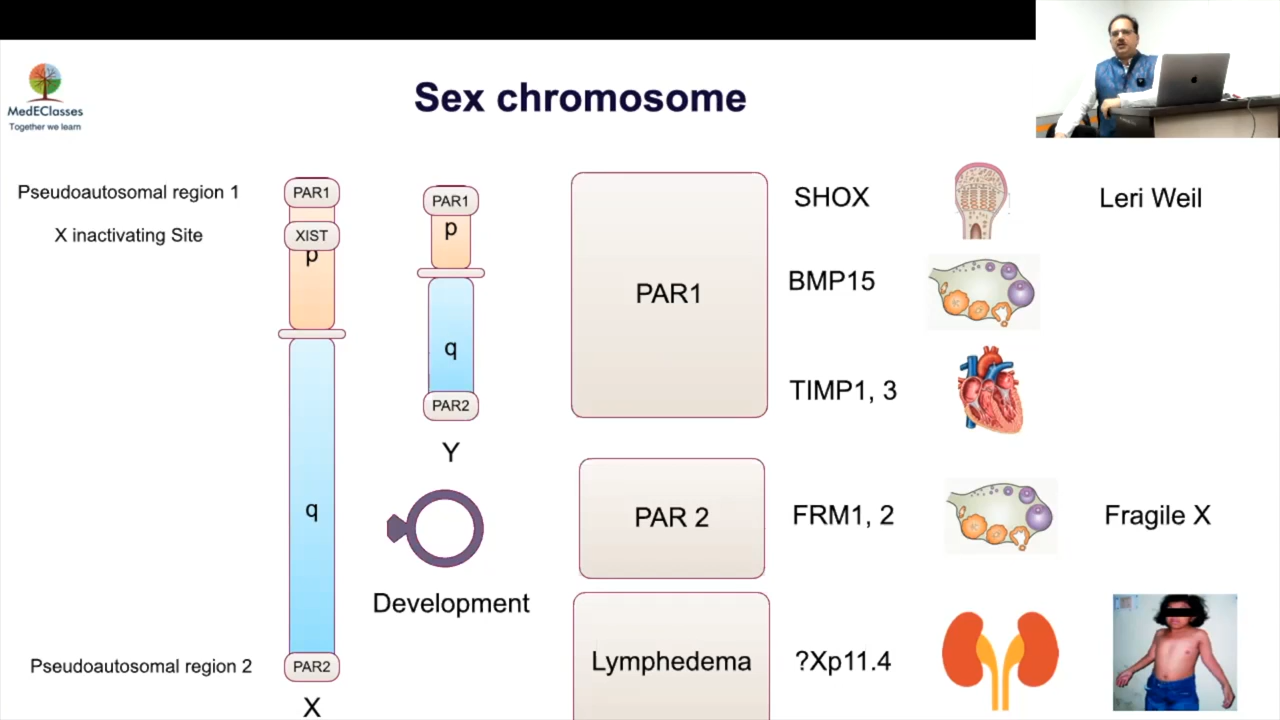 MedEClasses
Together we learn
Sex chromosome
Pseudoautosomal region 1
PAR1
X inactivating Site
XIST
p
q
Pseudoautosomal region 2
PAR2
X
PAR1
p
q
PAR2
Y
Development
PAR1
SHOX
Leri Weil
BMP15
TIMP1, 3
PAR 2
FRM1, 2
Fragile X
Lymphedema
?Xp11.4